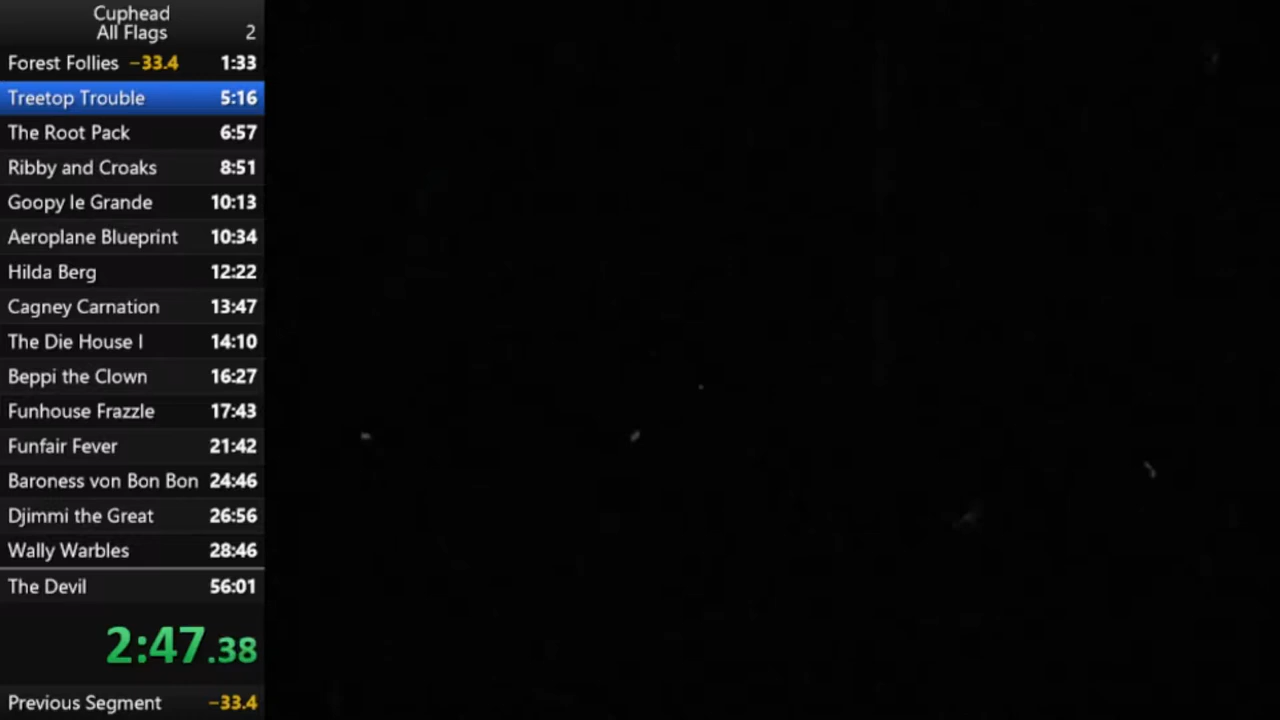 Cuphead
All Flags 2
Forest Follies −33.4 1:33
Treetop Trouble 5:16
The Root Pack 6:57
Ribby and Croaks 8:51
Goopy le Grande 10:13
Aeroplane Blueprint 10:34
Hilda Berg 12:22
Cagney Carnation 13:47
The Die House I 14:10
Beppi the Clown 16:27
Funhouse Frazzle 17:43
Funfair Fever 21:42
Baroness von Bon Bon 24:46
Djimmi the Great 26:56
Wally Warbles 28:46
The Devil 56:01
2:47.38
Previous Segment −33.4